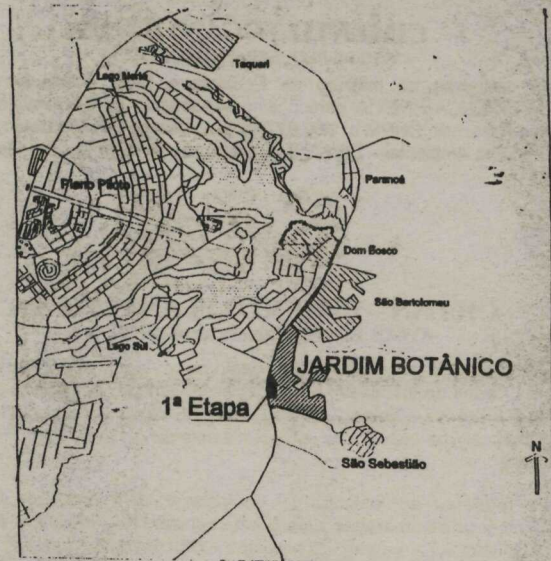 Taquari
Lago Norte
Plano Piloto
Paranoá
Dom Bosco
São Bartolomeu
Lago Sul
JARDIM BOTÂNICO
1ª Etapa
São Sebastião
N